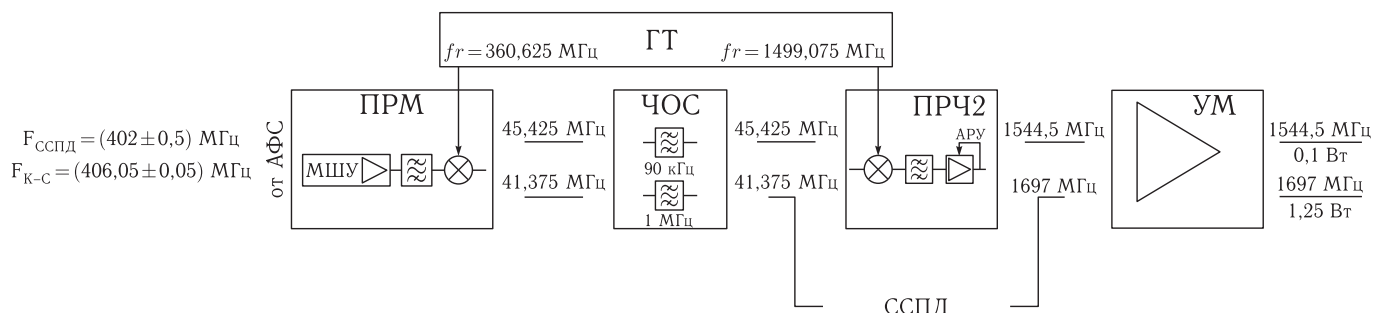 ГТ
fr = 360,625 МГц
fr = 1499,075 МГц
ПРМ
ЧОС
ПРЧ2
УМ
F ССПД = (402 ± 0,5) МГц
F К–С = (406,05 ± 0,05) МГц
от АФС
МШУ
45,425 МГц
41,375 МГц
90 кГц
1 МГц
45,425 МГц
41,375 МГц
АРУ
1544,5 МГц
1697 МГц
1544,5 МГц
0,1 Вт
1697 МГц
1,25 Вт
ССПД